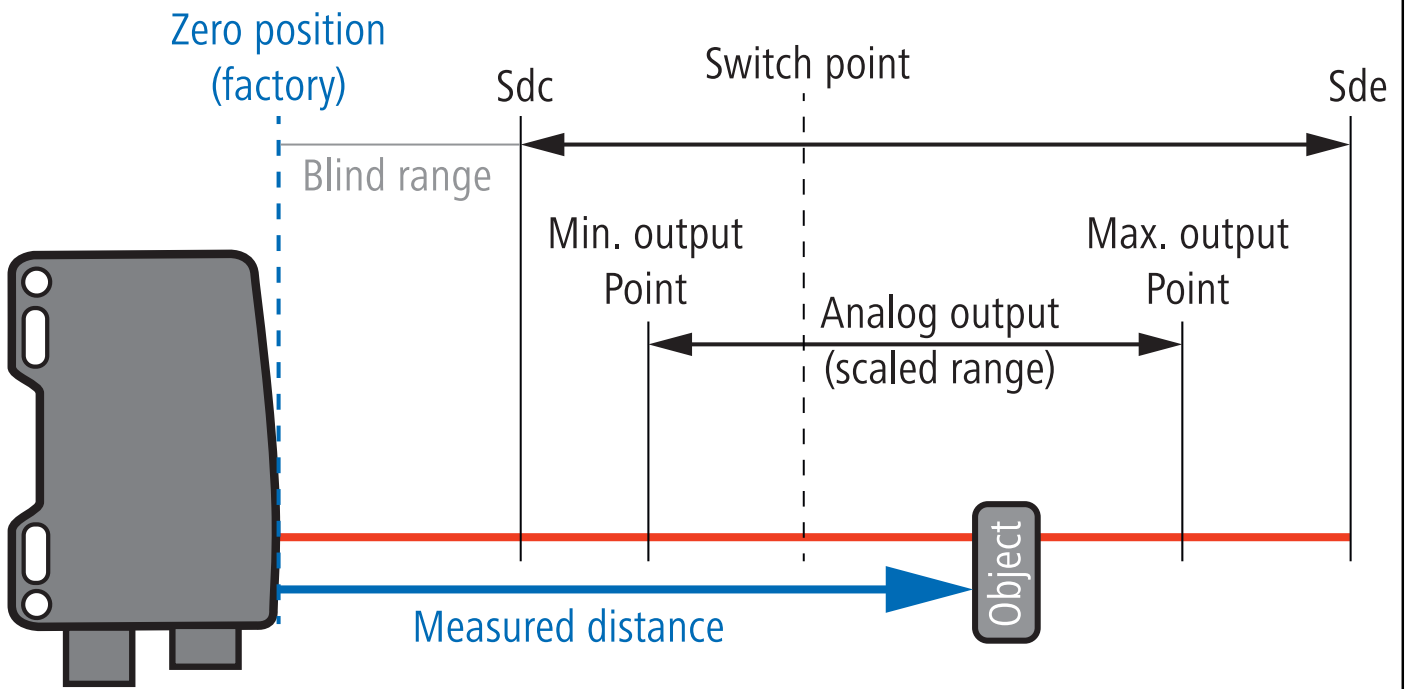 Zero position
(factory)
Sdc
Switch point
Sde
Blind range
Min. output
Point
Max. output
Point
Analog output
(scaled range)
Object
Measured distance